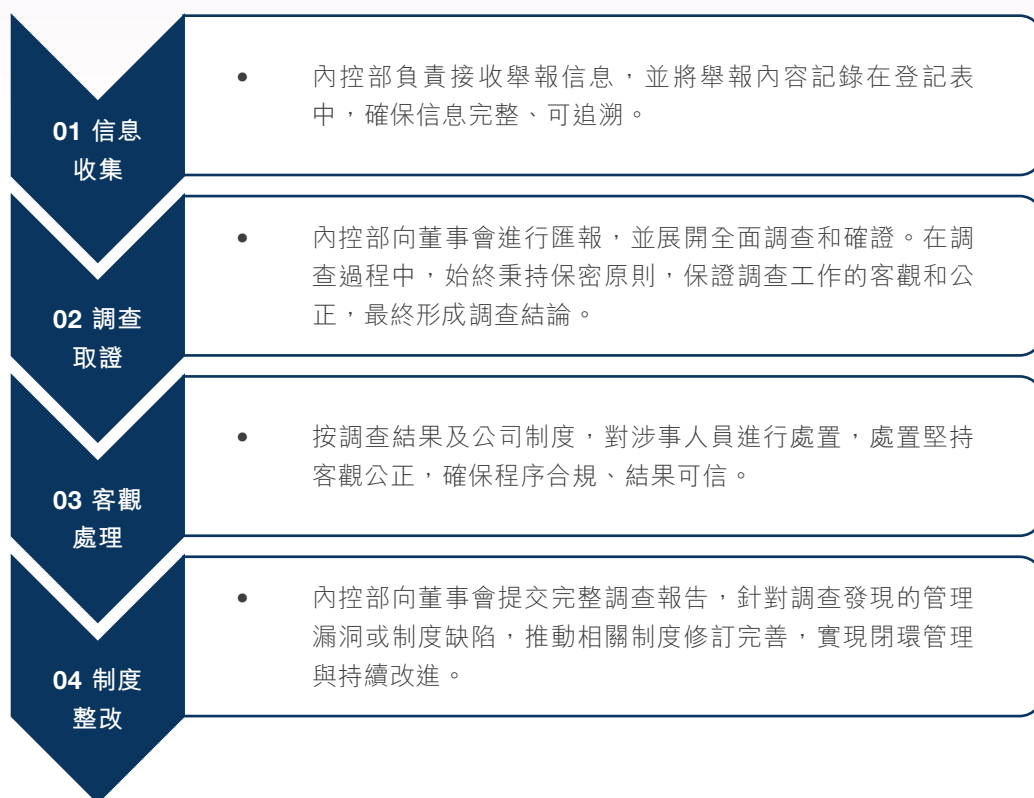 01 信息
收集
• 內控部負責接收舉報信息，並將舉報內容記錄在登記表
中，確保信息完整、可追溯。
02 調查
取證
• 內控部向董事會進行匯報，並展開全面調查和確證。在調
查過程中，始終秉持保密原則，保證調查工作的客觀和公
正，最終形成調查結論。
03 客觀
處理
• 按調查結果及公司制度，對涉事人員進行處置，處置堅持
客觀公正，確保程序合規、結果可信。
04 制度
整改
• 內控部向董事會提交完整調查報告，針對調查發現的管理
漏洞或制度缺陷，推動相關制度修訂完善，實現閉環管理
與持續改進。